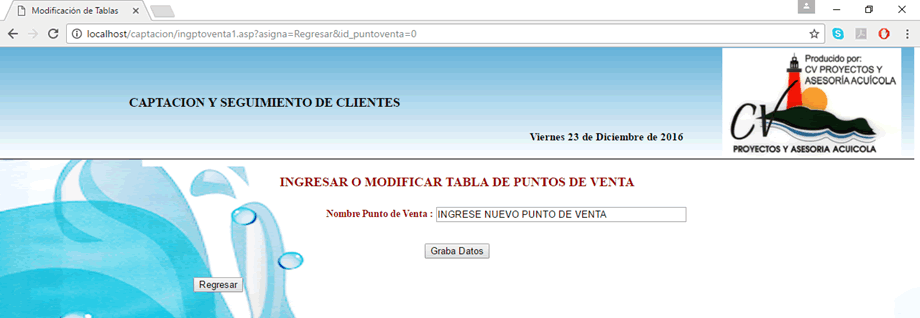 Modificación de Tablas
localhost/captacion/ingptoventa1.asp?asigna=Regresar&id_puntoventa=0
Producido por:
CV PROYECTOS Y
ASESORÍA ACUÍCOLA
CAPTACION Y SEGUIMIENTO DE CLIENTES
CV
Viernes 23 de Diciembre de 2016
PROYECTOS Y ASESORIA ACUICOLA
INGRESAR O MODIFICAR TABLA DE PUNTOS DE VENTA
Nombre Punto de Venta : INGRESE NUEVO PUNTO DE VENTA
Graba Datos
Regresar